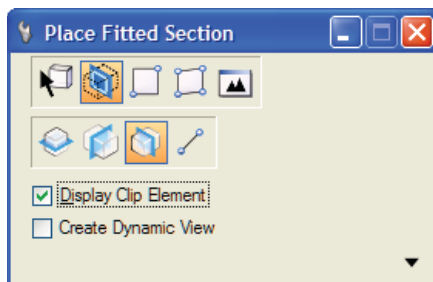 Place Fitted Section
Display Clip Element
Create Dynamic View